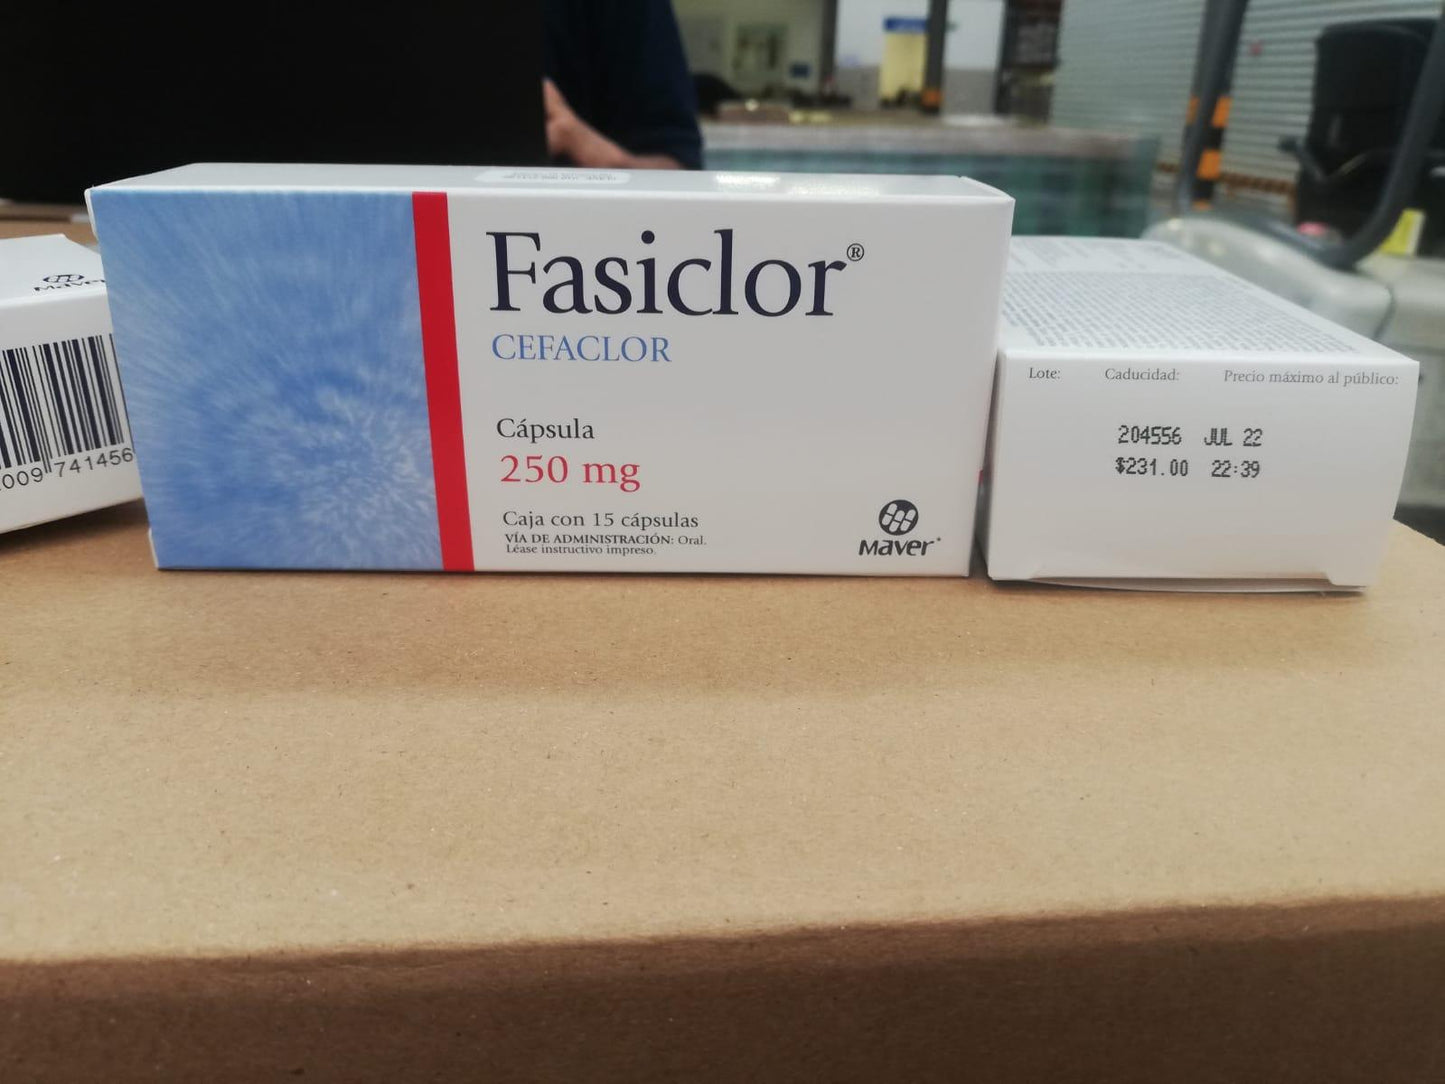 Fasiclor®
CEFACLOR
Cápsula
250 mg
Caja con 15 cápsulas
VÍA DE ADMINISTRACIÓN: Oral.
Léase instructivo impreso.
Maver®
Maver
009 741456
Lote: Caducidad: Precio máximo al público:
204556 JUL 22
$231.00 22:39